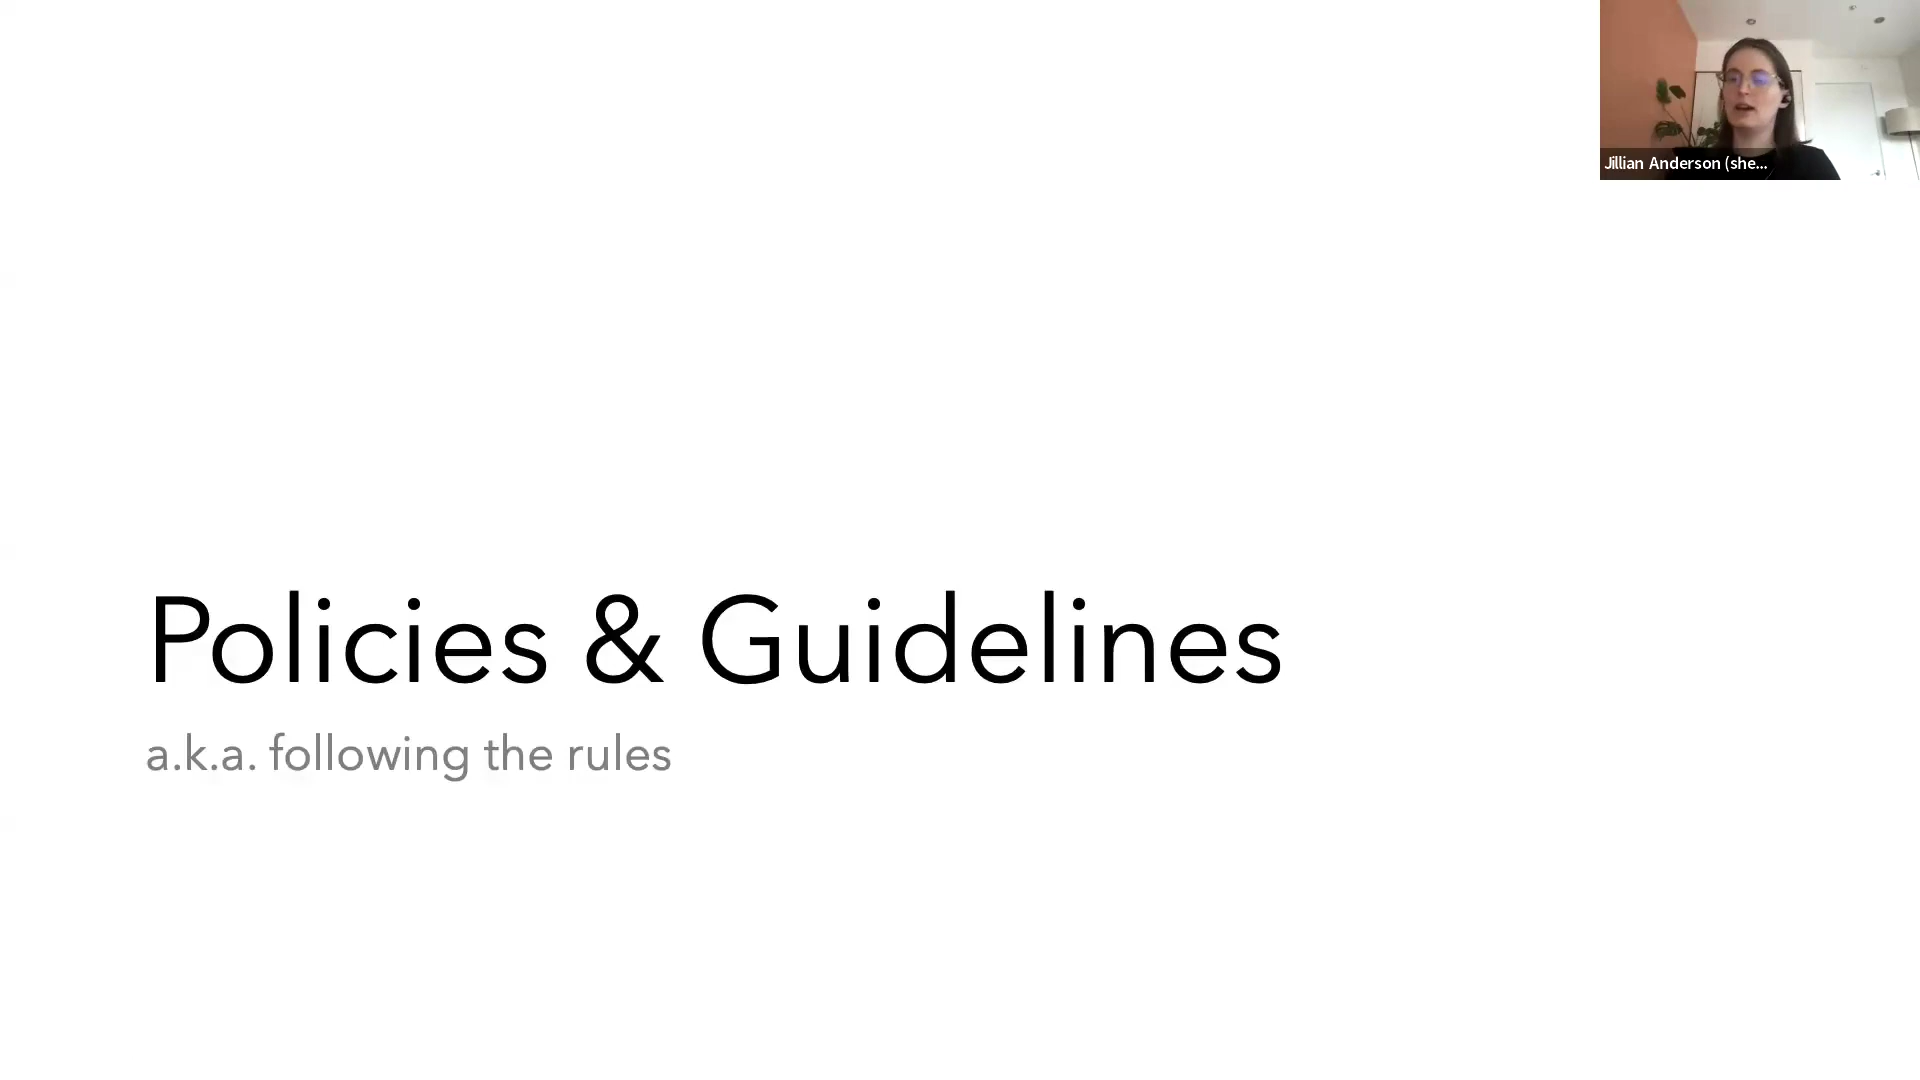 Jillian Anderson (she...
Policies & Guidelines
a.k.a. following the rules